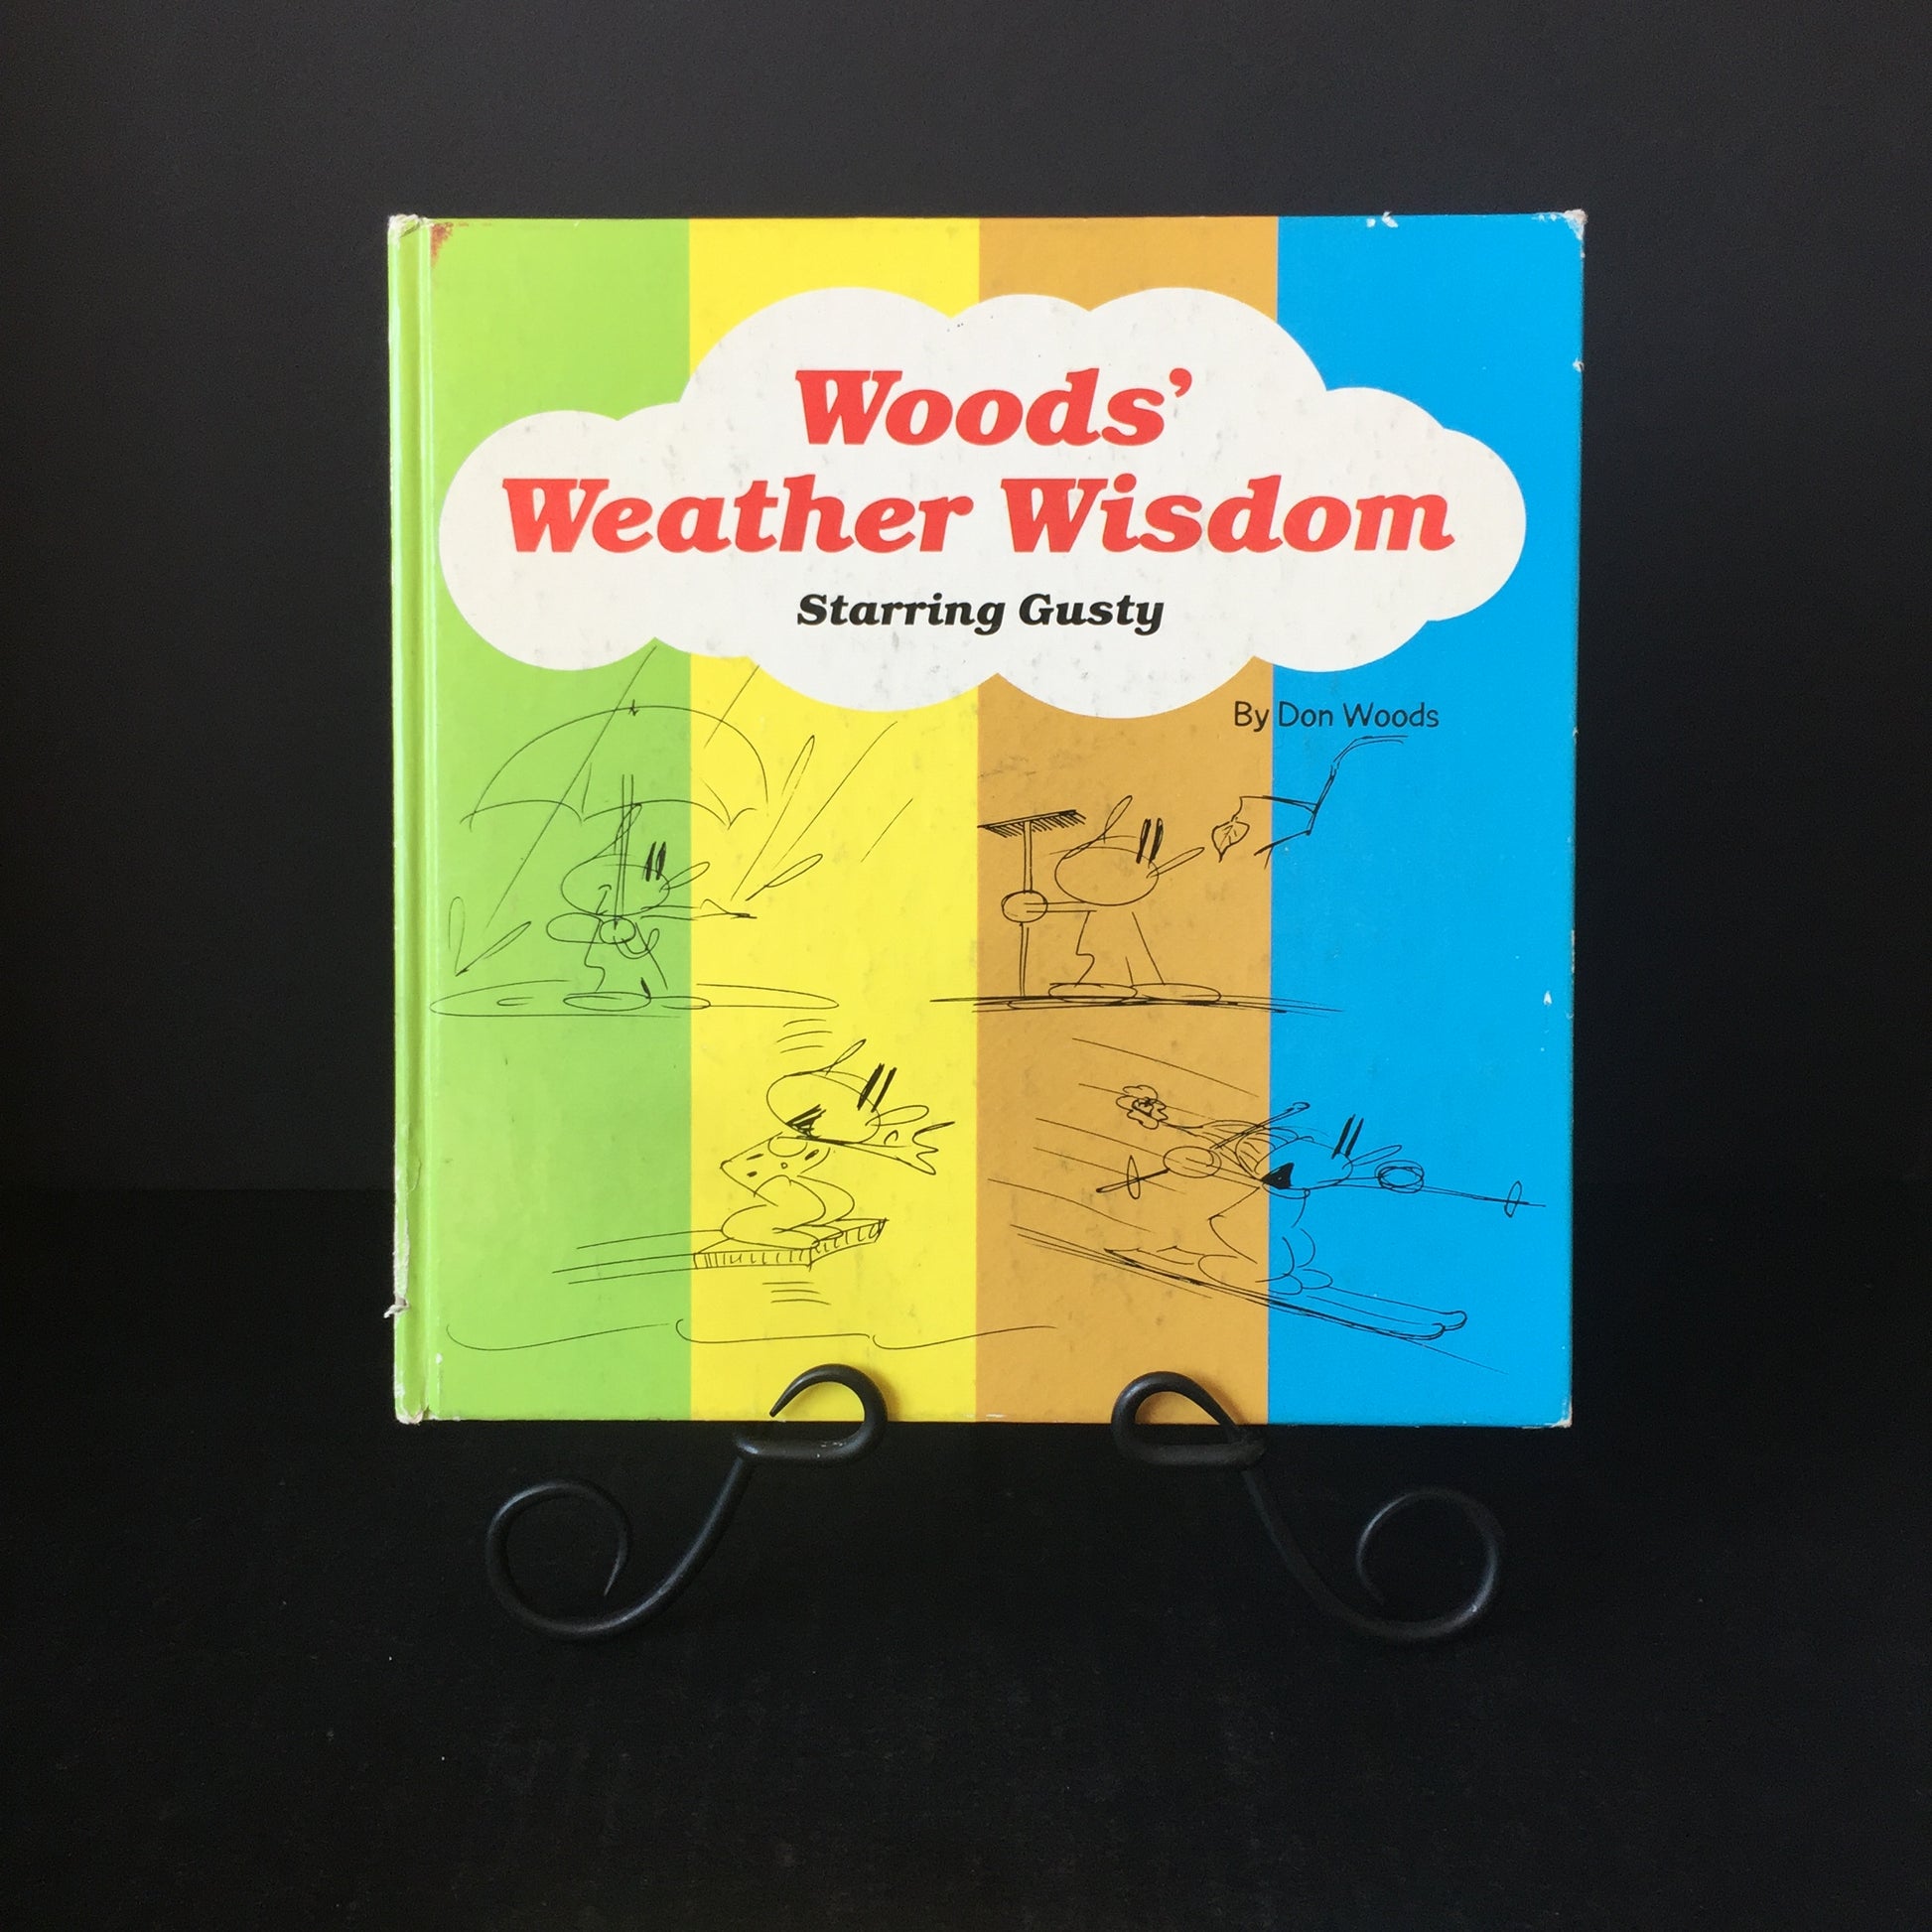 Woods’
Weather Wisdom
Starring Gusty
By Don Woods